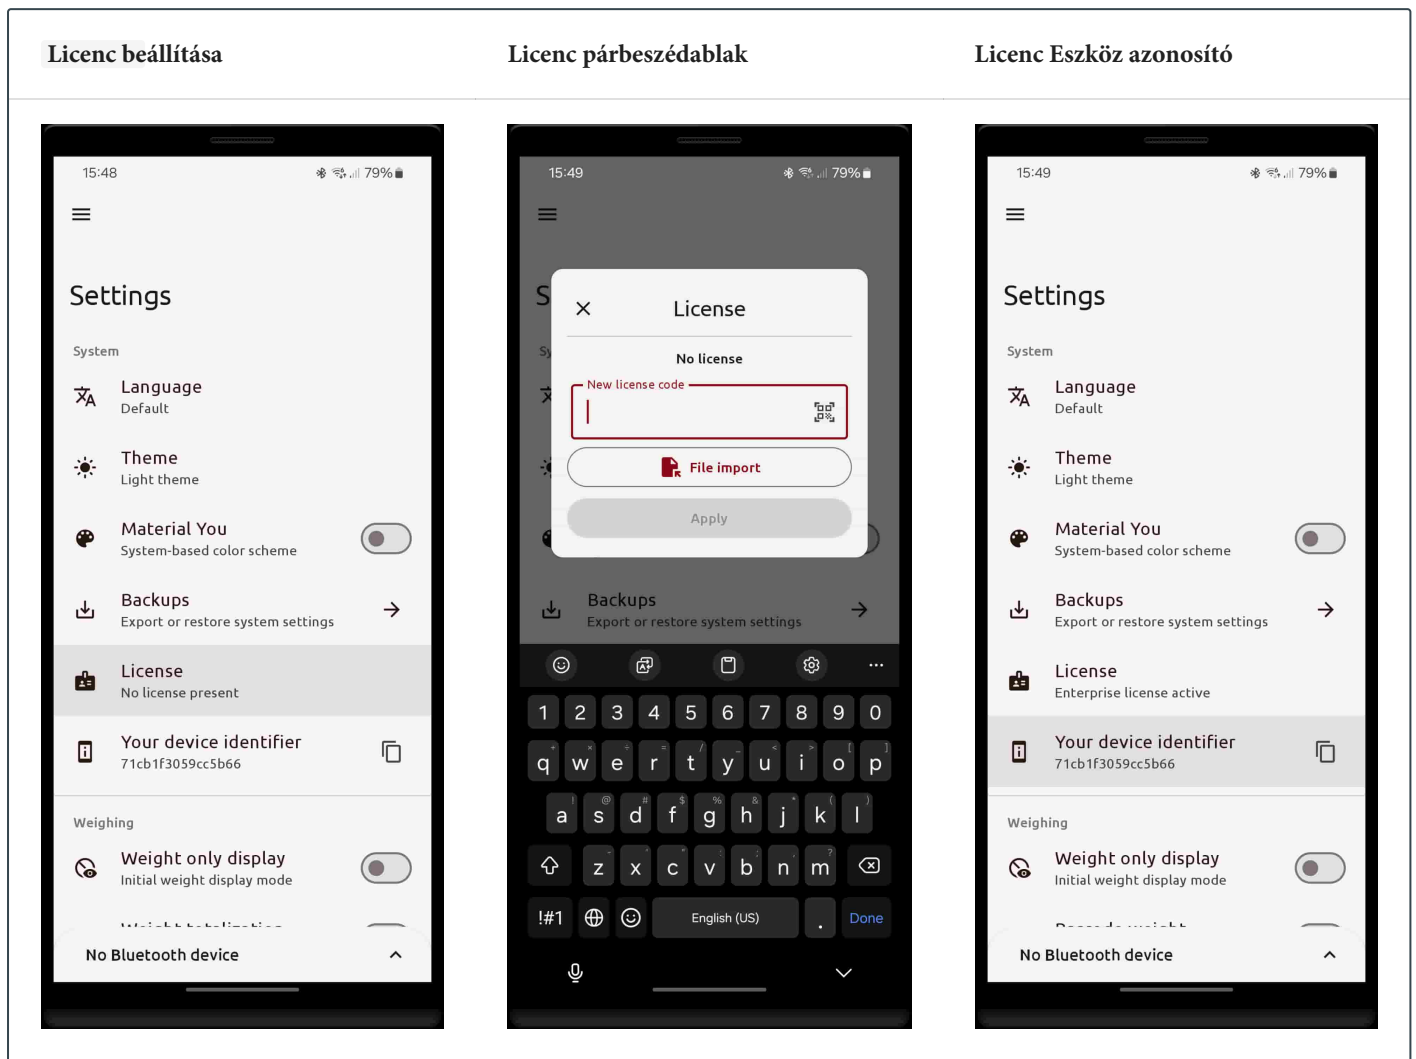 Licenc beállítása
Licenc párbeszédablak
Licenc Eszköz azonosító
15:48
79%
Settings
System
Language
Default
Theme
Light theme
Material You
System-based color scheme
Backups
Export or restore system settings
License
No license present
Your device identifier
71cb1f3059cc5b66
Weighing
Weight only display
Initial weight display mode
No Bluetooth device
15:49
79%
License
No license
New license code
File import
Apply
Backups
Export or restore system settings
1 2 3 4 5 6 7 8 9 0
q w e r t y u i o p
a s d f g h j k l
z x c v b n m
!#1
English (US)
.
Done
15:49
79%
Settings
System
Language
Default
Theme
Light theme
Material You
System-based color scheme
Backups
Export or restore system settings
License
Enterprise license active
Your device identifier
71cb1f3059cc5b66
Weighing
Weight only display
Initial weight display mode
No Bluetooth device